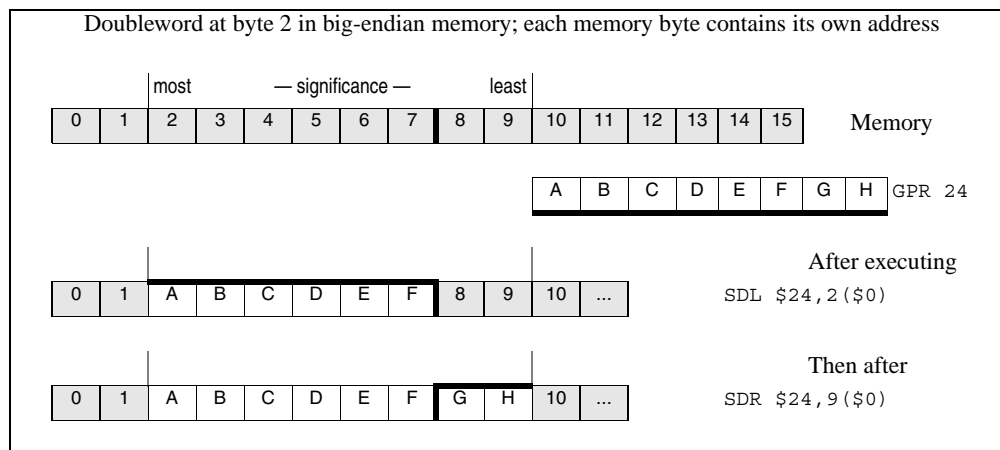 Doubleword at byte 2 in big-endian memory; each memory byte contains its own address
most — significance — least
0 1 2 3 4 5 6 7 8 9 10 11 12 13 14 15 Memory
A B C D E F G H GPR 24
After executing
0 1 A B C D E F 8 9 10 ... SDL $24,2($0)
Then after
0 1 A B C D E F G H 10 ... SDR $24,9($0)